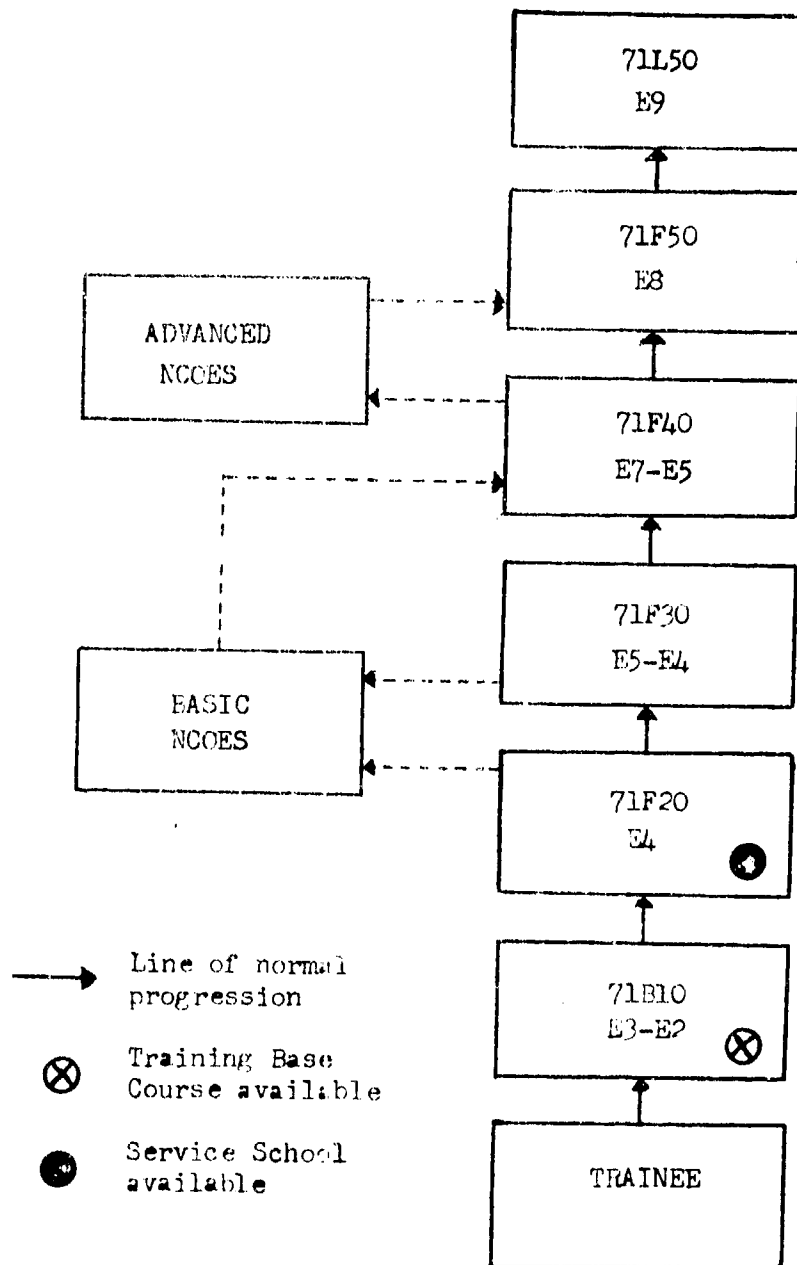 71L50
E9
71F50
E8
ADVANCED
NCOES
71F40
E7-E5
71F30
E5-E4
BASIC
NCOES
71F20
E4
71B10
E3-E2
Line of normal
progression
Training Base
Course available
Service School
available
TRAINEE